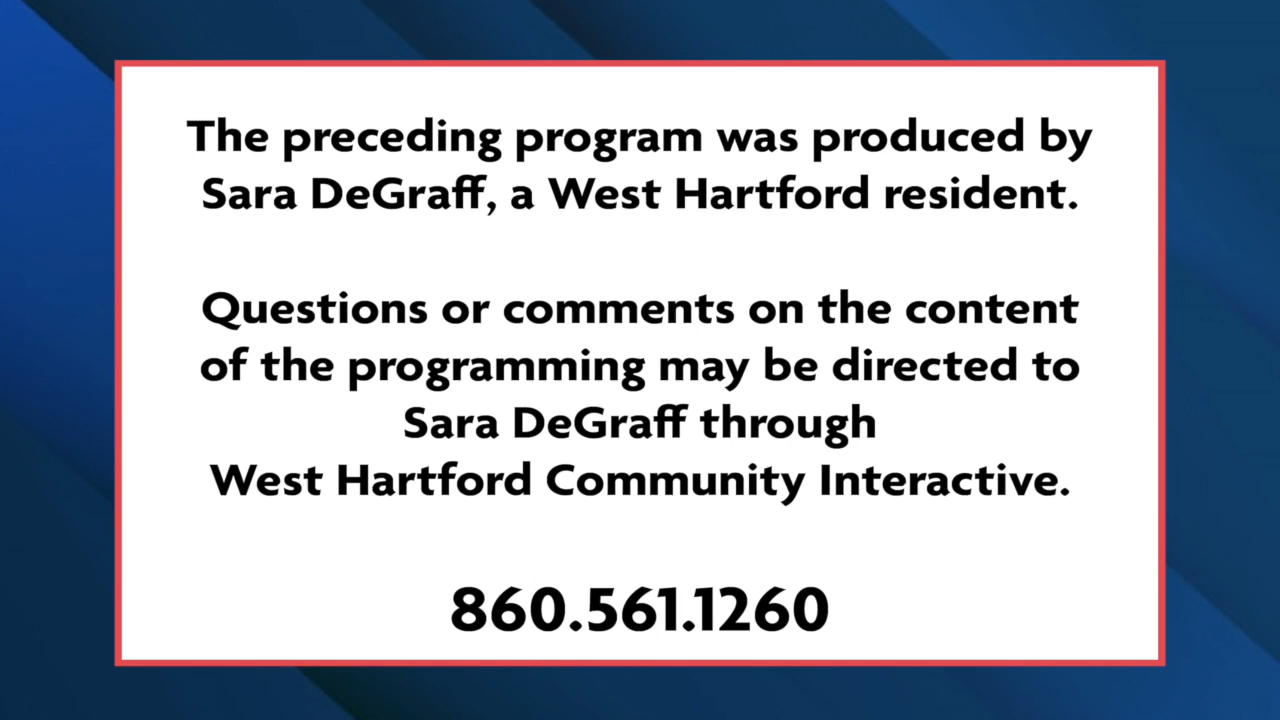 The preceding program was produced by
Sara DeGraff, a West Hartford resident.
Questions or comments on the content
of the programming may be directed to
Sara DeGraff through
West Hartford Community Interactive.
860.561.1260